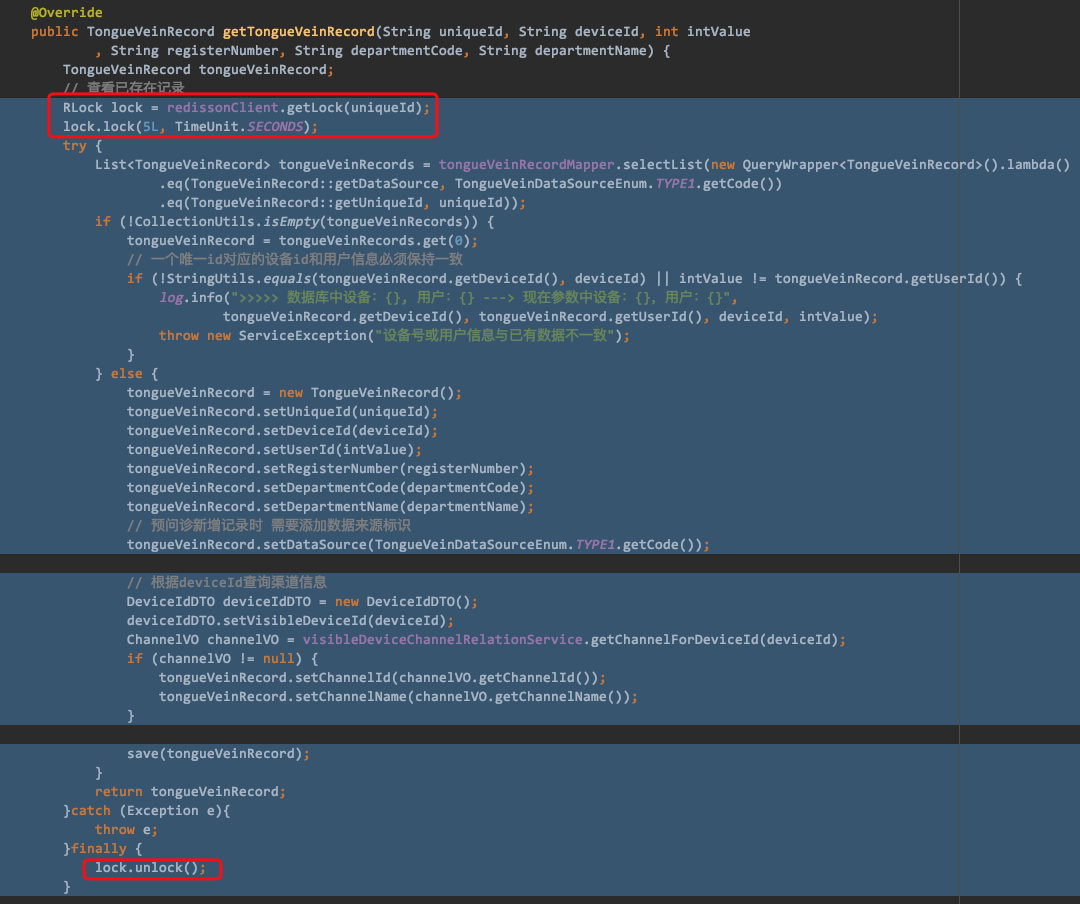 @Override
public TongueVeinRecord getTongueVeinRecord(String uniqueId, String deviceId, int intValue
, String registerNumber, String departmentCode, String departmentName) {
TongueVeinRecord tongueVeinRecord;
// 查看已存在记录
RLock lock = redissonClient.getLock(uniqueId);
lock.lock(5L, TimeUnit.SECONDS);
try {
List<TongueVeinRecord> tongueVeinRecords = tongueVeinRecordMapper.selectList(new QueryWrapper<TongueVeinRecord>().lambda()
.eq(TongueVeinRecord::getDataSource, TongueVeinDataSourceEnum.TYPE1.getCode())
.eq(TongueVeinRecord::getUniqueId, uniqueId));
if (!CollectionUtils.isEmpty(tongueVeinRecords)) {
tongueVeinRecord = tongueVeinRecords.get(0);
// 一个唯一id对应的设备id和用户信息必须保持一致
if (!StringUtils.equals(tongueVeinRecord.getDeviceId(), deviceId) || intValue != tongueVeinRecord.getUserId()) {
log.info(">>>>> 数据库中设备: {}, 用户: {} ---> 现在参数中设备: {}, 用户: {}",
tongueVeinRecord.getDeviceId(), tongueVeinRecord.getUserId(), deviceId, intValue);
throw new ServiceException("设备号或用户信息与已有数据不一致");
}
} else {
tongueVeinRecord = new TongueVeinRecord();
tongueVeinRecord.setUniqueId(uniqueId);
tongueVeinRecord.setDeviceId(deviceId);
tongueVeinRecord.setUserId(intValue);
tongueVeinRecord.setRegisterNumber(registerNumber);
tongueVeinRecord.setDepartmentCode(departmentCode);
tongueVeinRecord.setDepartmentName(departmentName);
// 预问诊新增记录时 需要添加数据来源标识
tongueVeinRecord.setDataSource(TongueVeinDataSourceEnum.TYPE1.getCode());
// 根据deviceId查询渠道信息
DeviceIdDTO deviceIdDTO = new DeviceIdDTO();
deviceIdDTO.setVisibleDeviceId(deviceId);
ChannelVO channelVO = visibleDeviceChannelRelationService.getChannelForDeviceId(deviceId);
if (channelVO != null) {
tongueVeinRecord.setChannelId(channelVO.getChannelId());
tongueVeinRecord.setChannelName(channelVO.getChannelName());
}
save(tongueVeinRecord);
}
return tongueVeinRecord;
}catch (Exception e){
throw e;
}finally {
lock.unlock();
}